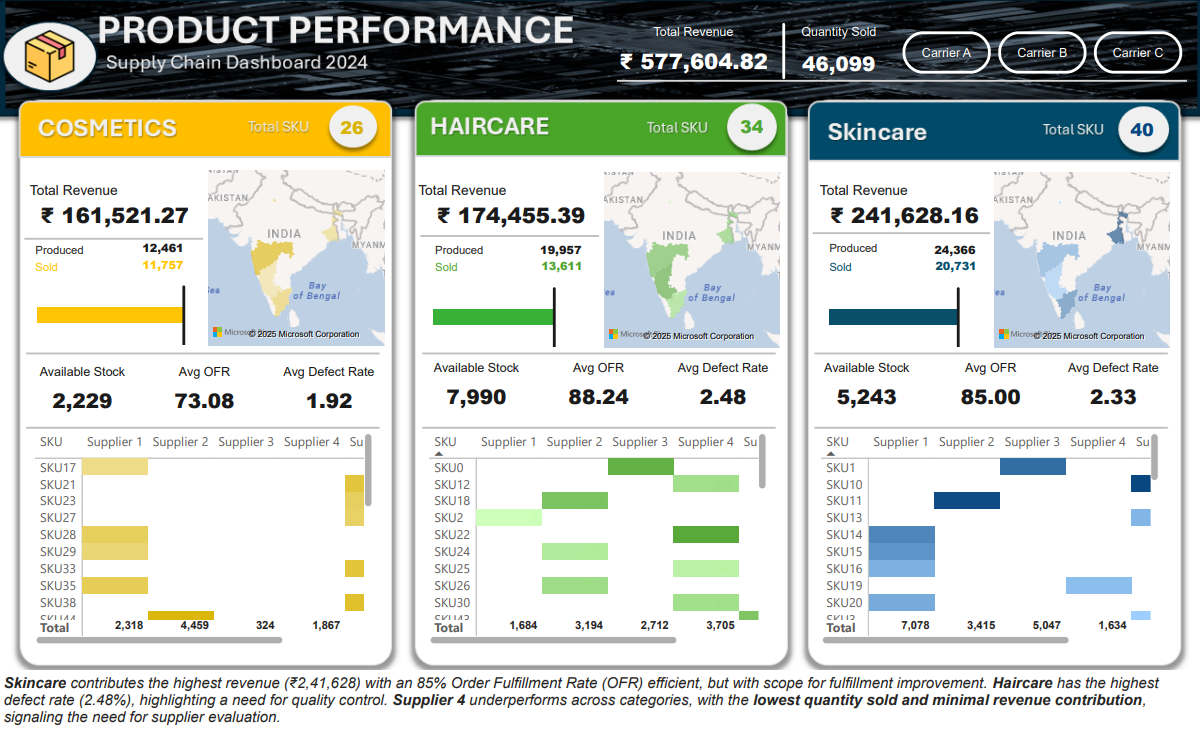 PRODUCT PERFORMANCE
Supply Chain Dashboard 2024
Total Revenue
₹ 577,604.82
Quantity Sold
46,099
Carrier A
Carrier B
Carrier C
COSMETICS
Total SKU
26
Total Revenue
₹ 161,521.27
Produced 12,461
Sold 11,757
AKISTAN
INDIA
MYANM
Bay
of Bengal
© 2025 Microsoft Corporation
Available Stock Avg OFR Avg Defect Rate
2,229 73.08 1.92
SKU Supplier 1 Supplier 2 Supplier 3 Supplier 4 Su
SKU17
SKU21
SKU23
SKU27
SKU28
SKU29
SKU33
SKU35
SKU38
SKU44
Total 2,318 4,459 324 1,867
HAIRCARE
Total SKU
34
Total Revenue
₹ 174,455.39
Produced 19,957
Sold 13,611
AKISTAN
INDIA
MYANM
Sea
Bay
of Bengal
© 2025 Microsoft Corporation
Available Stock Avg OFR Avg Defect Rate
7,990 88.24 2.48
SKU Supplier 1 Supplier 2 Supplier 3 Supplier 4 Su
SKU0
SKU12
SKU18
SKU2
SKU22
SKU24
SKU25
SKU26
SKU30
Total 1,684 3,194 2,712 3,705
Skincare
Total SKU
40
Total Revenue
₹ 241,628.16
Produced 24,366
Sold 20,731
AKISTAN
INDIA
MYANM
Sea
Bay
of Bengal
© 2025 Microsoft Corporation
Available Stock Avg OFR Avg Defect Rate
5,243 85.00 2.33
SKU Supplier 1 Supplier 2 Supplier 3 Supplier 4 Su
SKU1
SKU10
SKU11
SKU13
SKU14
SKU15
SKU16
SKU19
SKU20
Total 7,078 3,415 5,047 1,634
Skincare contributes the highest revenue (₹2,41,628) with an 85% Order Fulfillment Rate (OFR) efficient, but with scope for fulfillment improvement. Haircare has the highest
defect rate (2.48%), highlighting a need for quality control. Supplier 4 underperforms across categories, with the lowest quantity sold and minimal revenue contribution,
signaling the need for supplier evaluation.